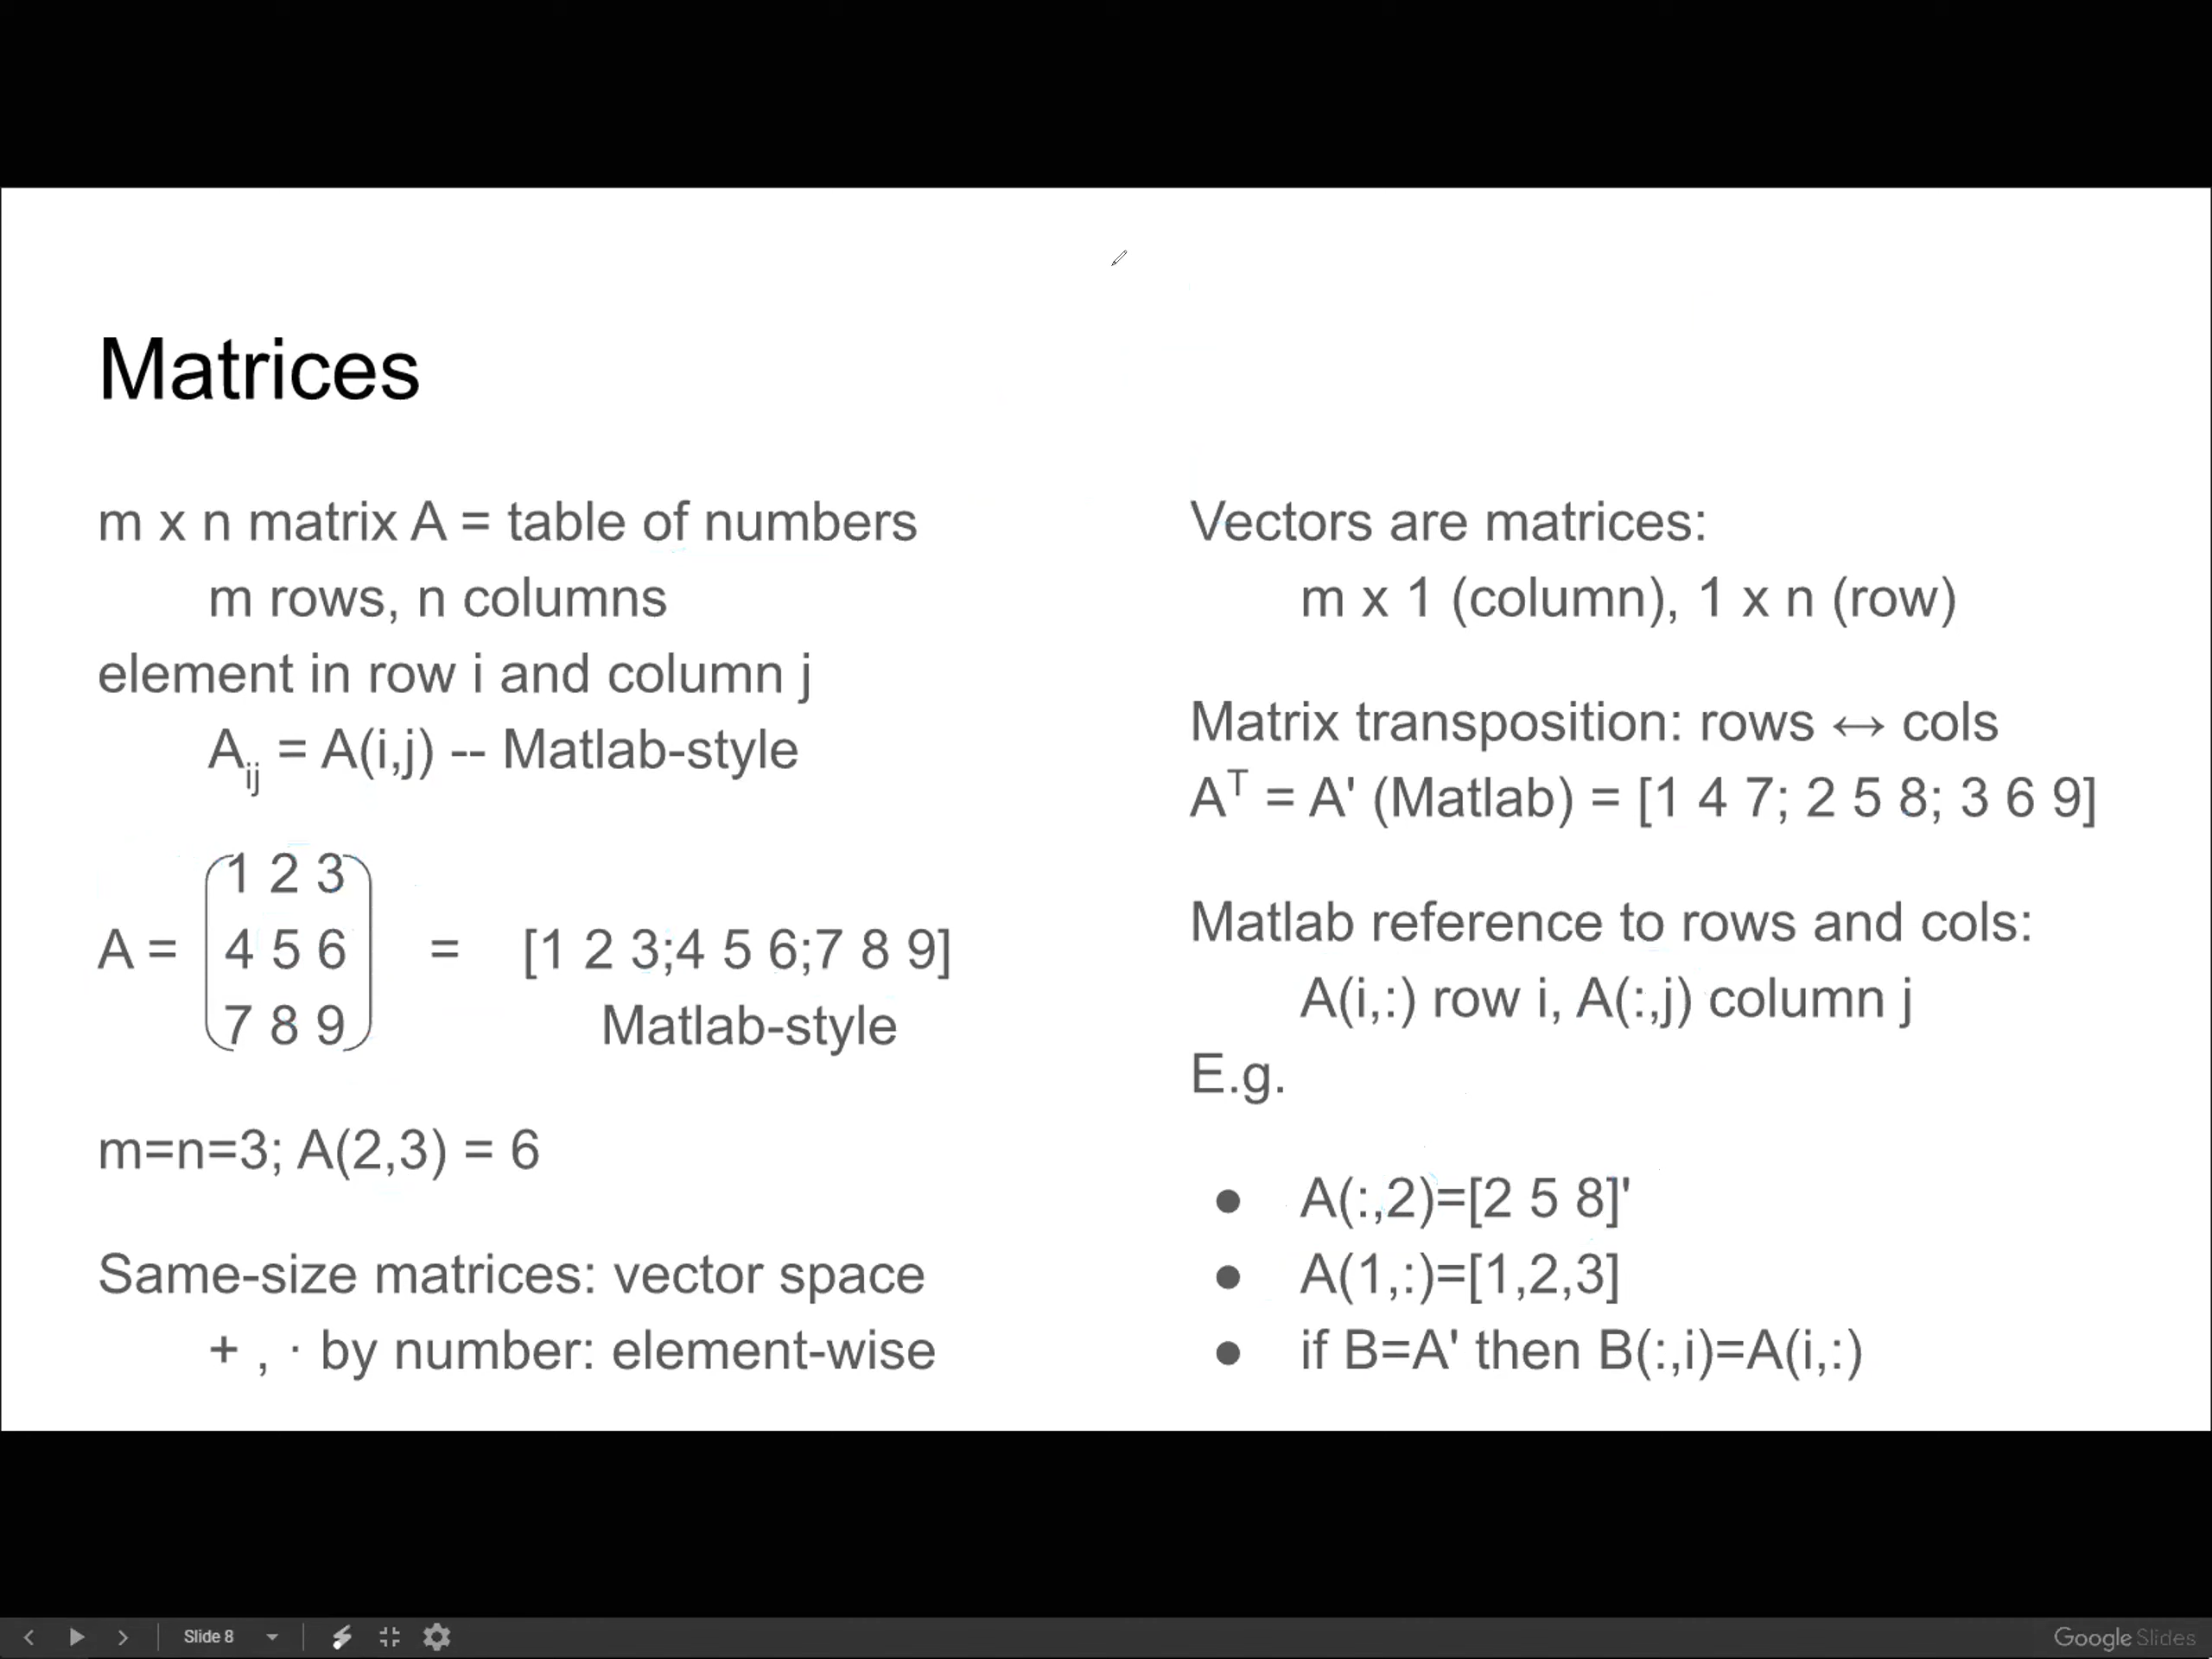 Matrices
m x n matrix A = table of numbers
m rows, n columns
element in row i and column j
Aij = A(i,j) -- Matlab-style
1 2 3
A = 4 5 6 = [1 2 3;4 5 6;7 8 9]
7 8 9 Matlab-style
m=n=3; A(2,3) = 6
Same-size matrices: vector space
+ , · by number: element-wise
Vectors are matrices:
m x 1 (column), 1 x n (row)
Matrix transposition: rows ↔ cols
Aᵀ = A' (Matlab) = [1 4 7; 2 5 8; 3 6 9]
Matlab reference to rows and cols:
A(i,:) row i, A(:,j) column j
E.g.
● A(:,2)=[2 5 8]'
● A(1,:)=[1,2,3]
● if B=A' then B(:,i)=A(i,:)
Slide 8
Google Slides